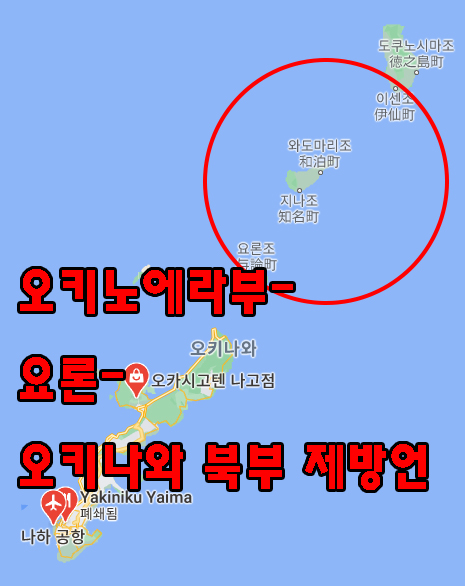 도쿠노시마조
徳之島町
이센조
伊仙町
와도마리조
和泊町
지나조
知名町
요론조
与論町
오키노에라부-
오키나와
요론-
오카시고텐 나고점
오키나와 북부 제방언
Yakiniku Yaima
폐쇄됨
나하 공항